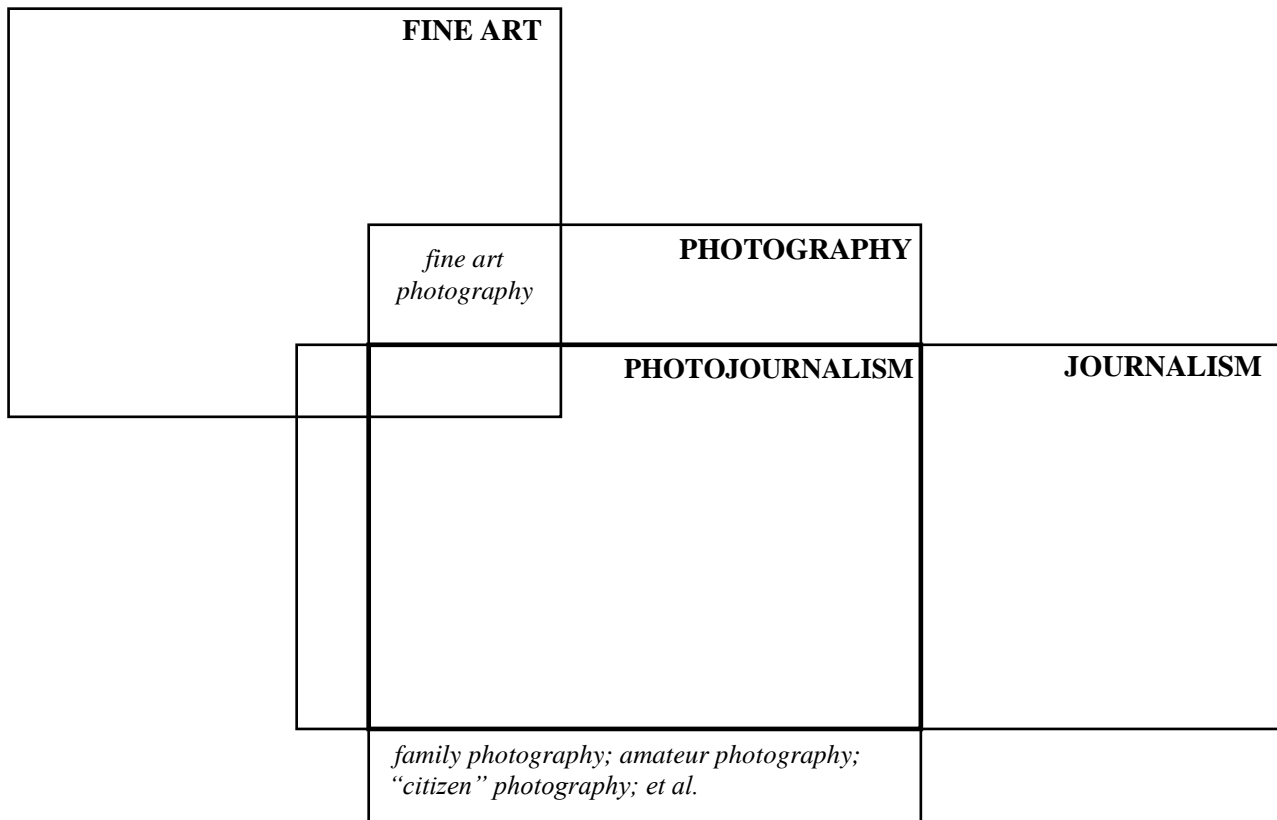 FINE ART
fine art
photography
PHOTOGRAPHY
PHOTOJOURNALISM
JOURNALISM
family photography; amateur photography;
“citizen” photography; et al.